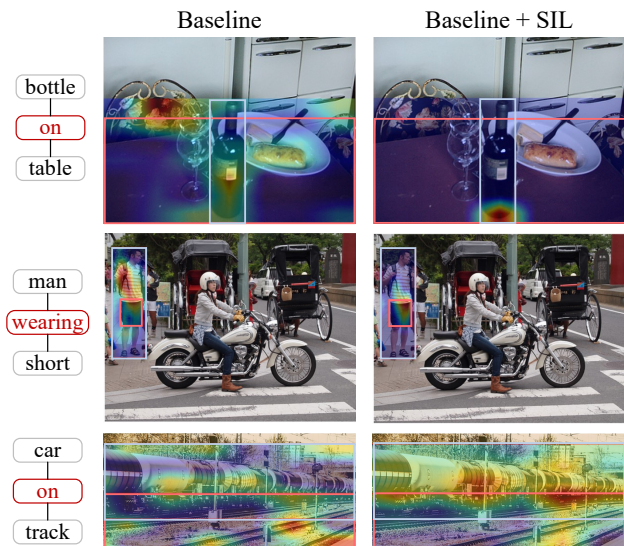 Baseline
Baseline + SIL
bottle
on
table
man
wearing
short
car
on
track